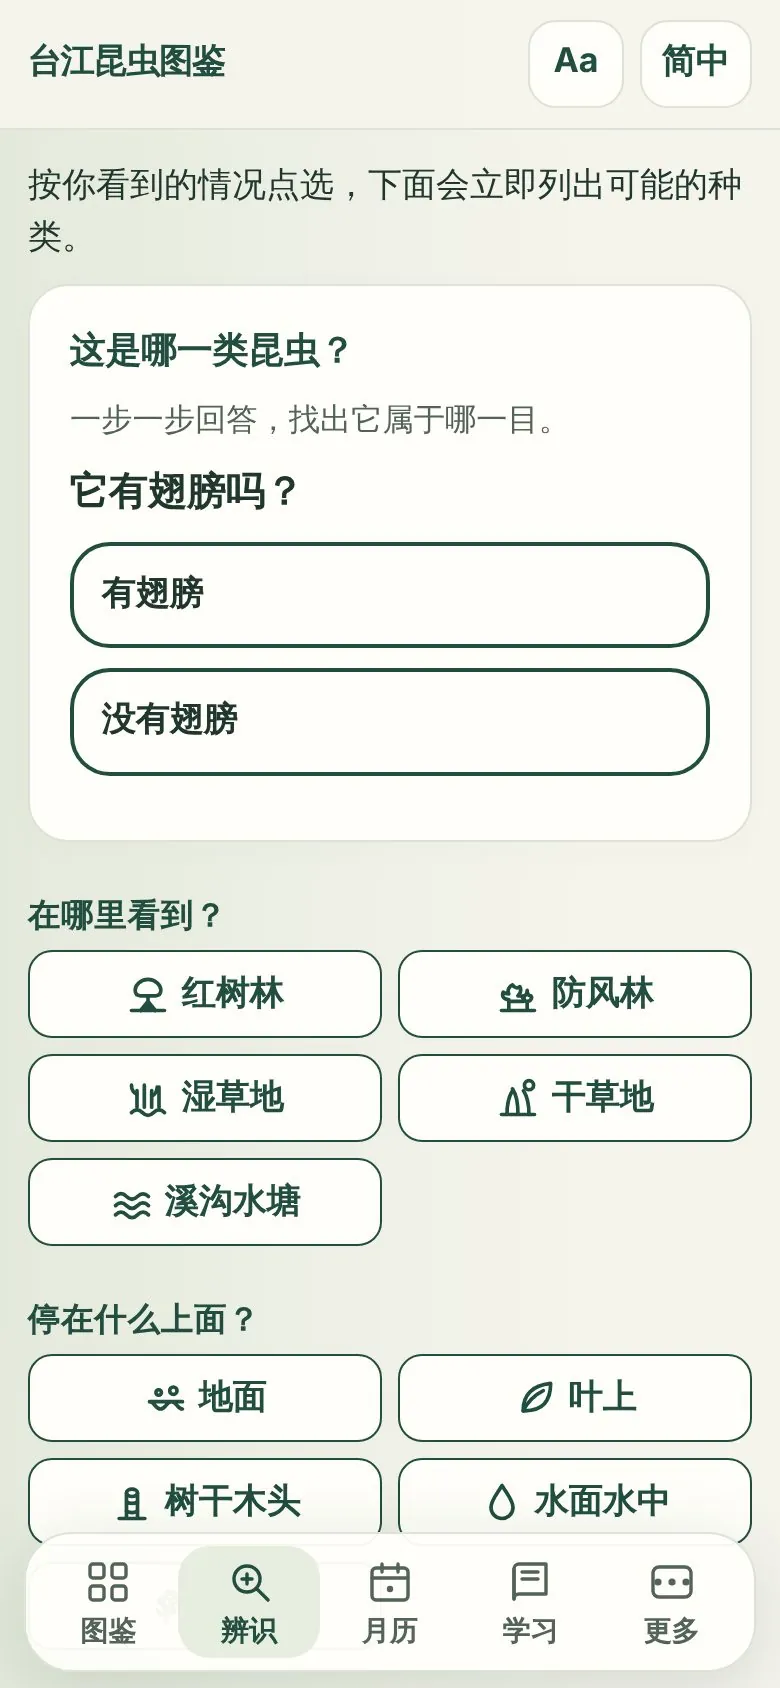 台江昆虫图鉴
Aa
简中
按你看到的情况点选，下面会立即列出可能的种
类。
这是哪一类昆虫？
一步一步回答，找出它属于哪一目。
它有翅膀吗？
有翅膀
没有翅膀
在哪里看到？
红树林
防风林
湿草地
干草地
溪沟水塘
停在什么上面？
地面
叶上
树干木头
水面水中
图鉴
辨识
月历
学习
更多